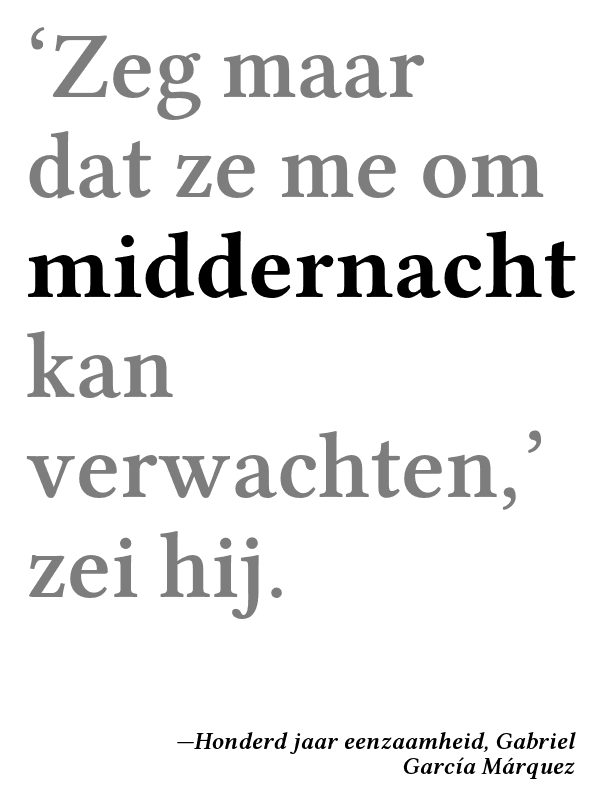 ‘Zeg maar
dat ze me om
middernacht
kan
verwachten,’
zei hij.
—Honderd jaar eenzaamheid, Gabriel
García Márquez